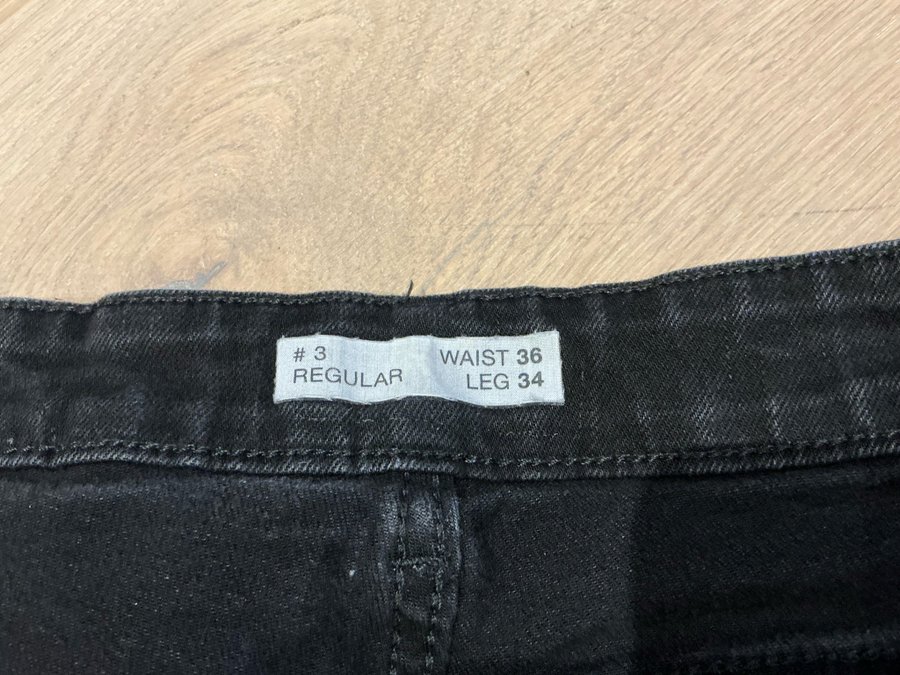 # 3 WAIST 36
REGULAR LEG 34